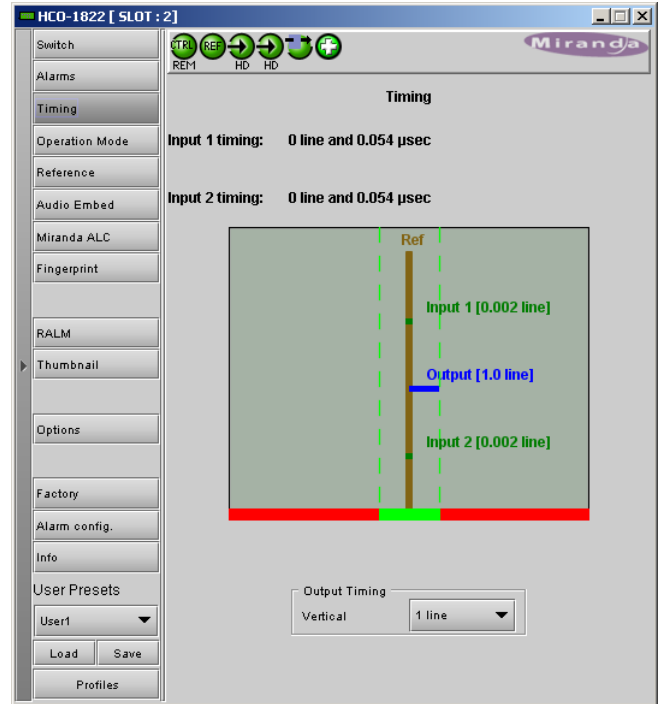 HCO-1822 [ SLOT : 2]
Switch
Alarms
Timing
Operation Mode
Reference
Audio Embed
Miranda ALC
Fingerprint
RALM
Thumbnail
Options
Factory
Alarm config.
Info
User Presets
User1
Load Save
Profiles
CTRL REF
REM HD HD
Miranda
Timing
Input 1 timing: 0 line and 0.054 µsec
Input 2 timing: 0 line and 0.054 µsec
Ref
Input 1 [0.002 line]
Output [1.0 line]
Input 2 [0.002 line]
Output Timing
Vertical 1 line